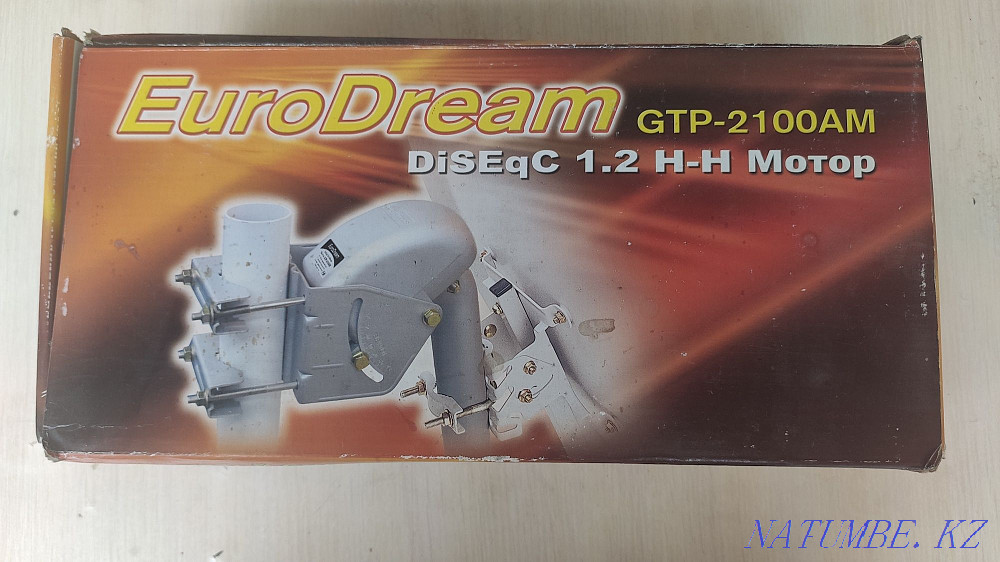 EuroDream
GTP-2100AM
DiSEqC 1.2 H-H Мотор
NATUMBE.KZ